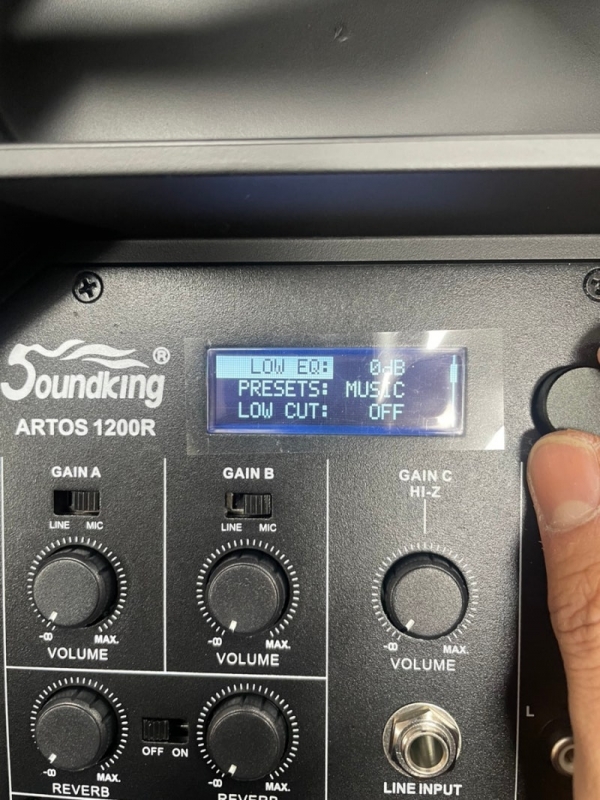 Soundking®
ARTOS 1200R
LOW EQ: 0dB
PRESETS: MUSIC
LOW CUT: OFF
GAIN A
LINE MIC
-∞ MAX.
VOLUME
GAIN B
LINE MIC
-∞ MAX.
VOLUME
GAIN C
HI-Z
-∞ MAX.
VOLUME
-∞ MAX.
REVERB
OFF ON
-∞ MAX.
REVERB
LINE INPUT
L